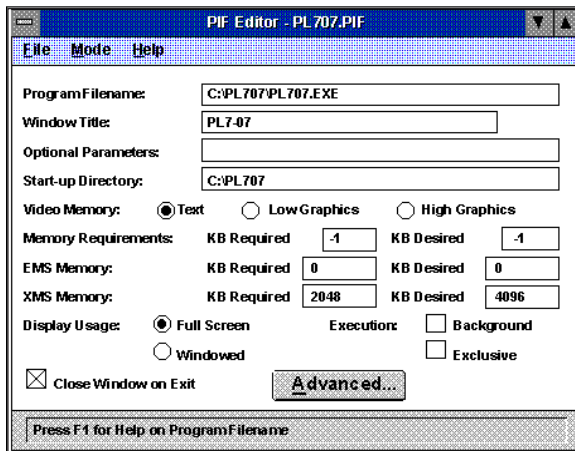 PIF Editor - PL707.PIF
File Mode Help
Program Filename: C:\PL707\PL707.EXE
Window Title: PL7-07
Optional Parameters:
Start-up Directory: C:\PL707
Video Memory: Text Low Graphics High Graphics
Memory Requirements: KB Required -1 KB Desired -1
EMS Memory: KB Required 0 KB Desired 0
XMS Memory: KB Required 2048 KB Desired 4096
Display Usage: Full Screen Execution: Background
Windowed Exclusive
Close Window on Exit Advanced...
Press F1 for Help on Program Filename